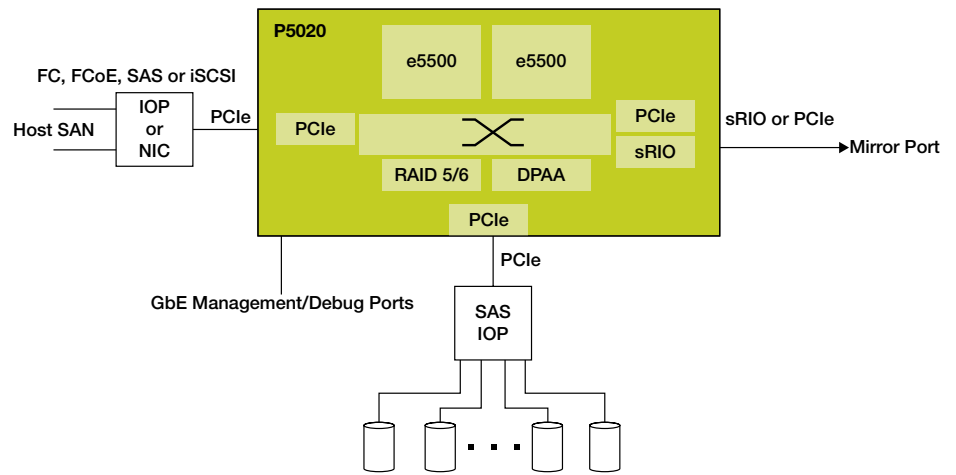 P5020
e5500
e5500
FC, FCoE, SAS or iSCSI
Host SAN
IOP
or
NIC
PCIe
PCIe
PCIe
sRIO
sRIO or PCIe
Mirror Port
RAID 5/6
DPAA
PCIe
PCIe
GbE Management/Debug Ports
SAS
IOP